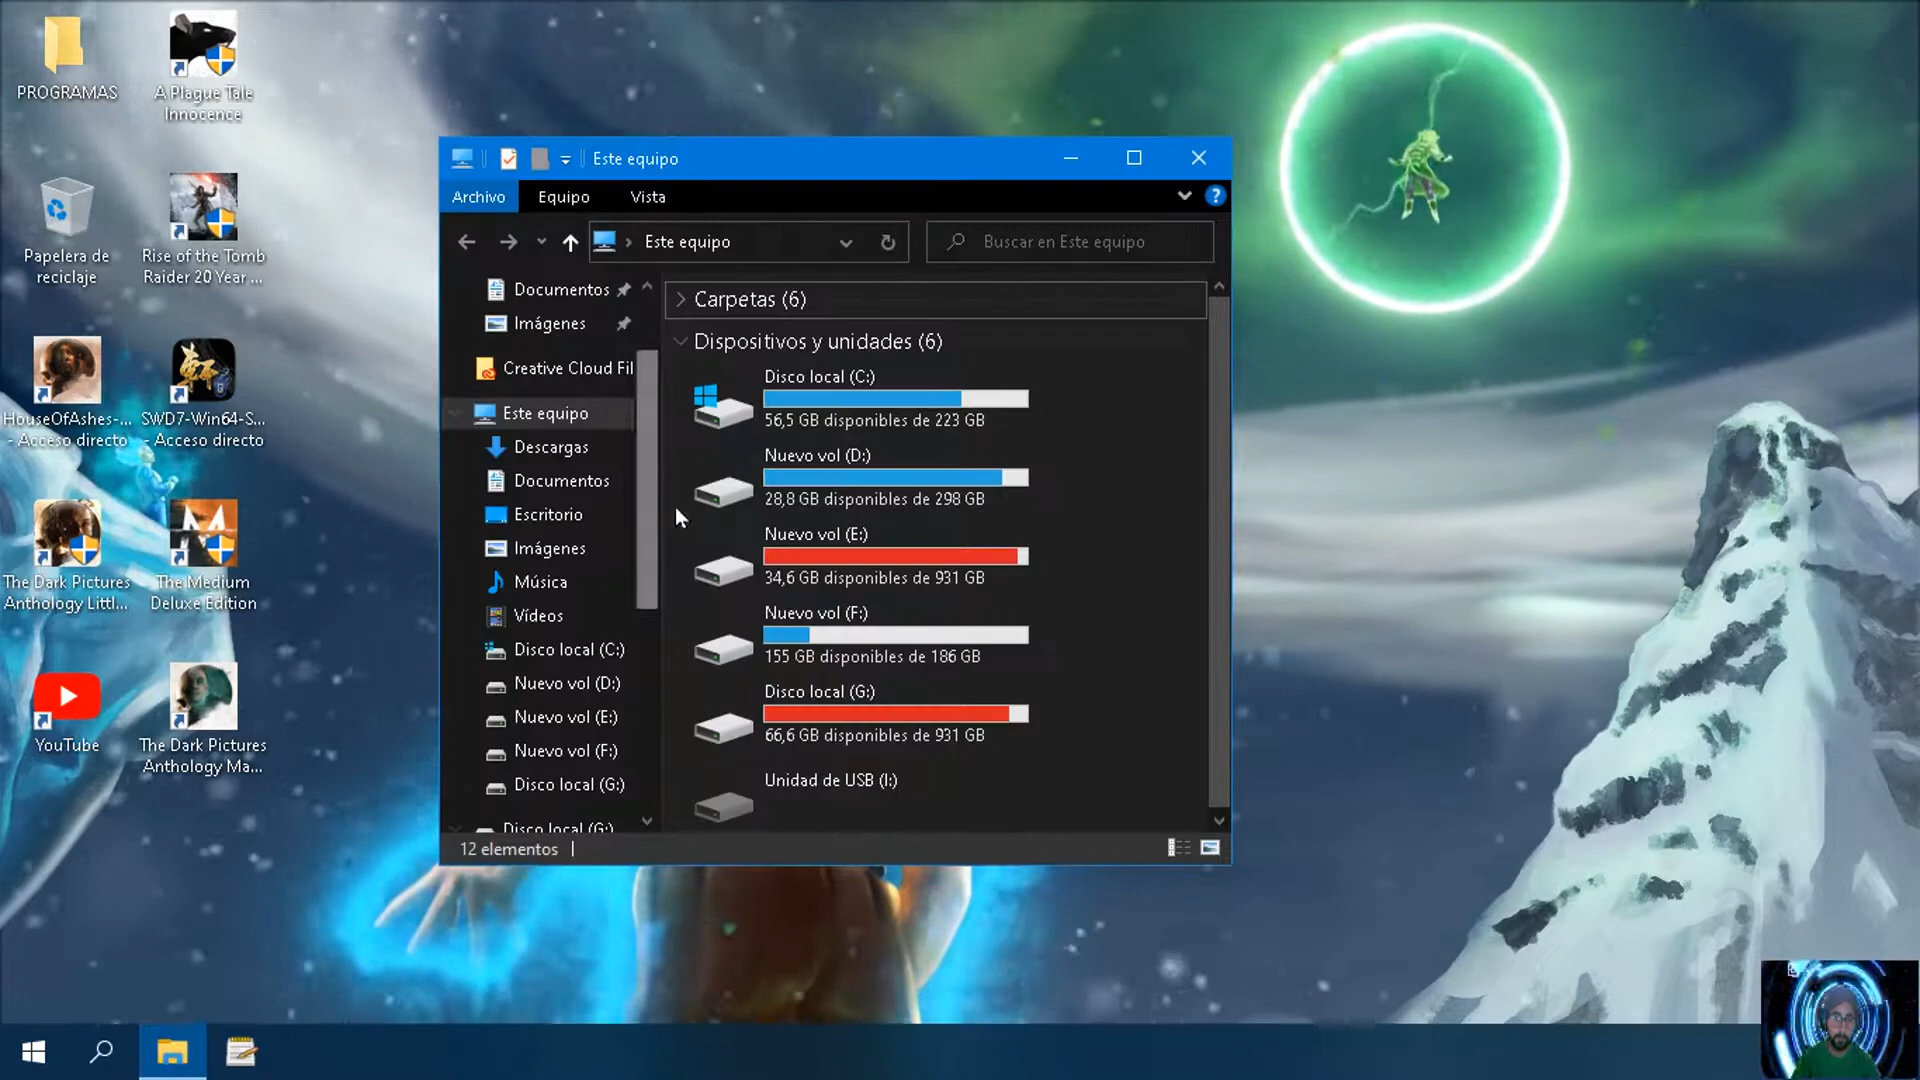 PROGRAMAS
A Plague Tale
Innocence
Papelera de
reciclaje
Rise of the Tomb
Raider 20 Year ...
HouseOfAshes-...
- Acceso directo
SWD7-Win64-S...
- Acceso directo
The Dark Pictures
Anthology Littl...
The Medium
Deluxe Edition
YouTube
The Dark Pictures
Anthology Ma...
Este equipo
Archivo
Equipo
Vista
Este equipo
Buscar en Este equipo
Documentos
Imágenes
Creative Cloud Fil
Este equipo
Descargas
Documentos
Escritorio
Imágenes
Música
Vídeos
Disco local (C:)
Nuevo vol (D:)
Nuevo vol (E:)
Nuevo vol (F:)
Disco local (G:)
Disco local (G:)
Carpetas (6)
Dispositivos y unidades (6)
Disco local (C:)
56,5 GB disponibles de 223 GB
Nuevo vol (D:)
28,8 GB disponibles de 298 GB
Nuevo vol (E:)
34,6 GB disponibles de 931 GB
Nuevo vol (F:)
155 GB disponibles de 186 GB
Disco local (G:)
66,6 GB disponibles de 931 GB
Unidad de USB (I:)
12 elementos